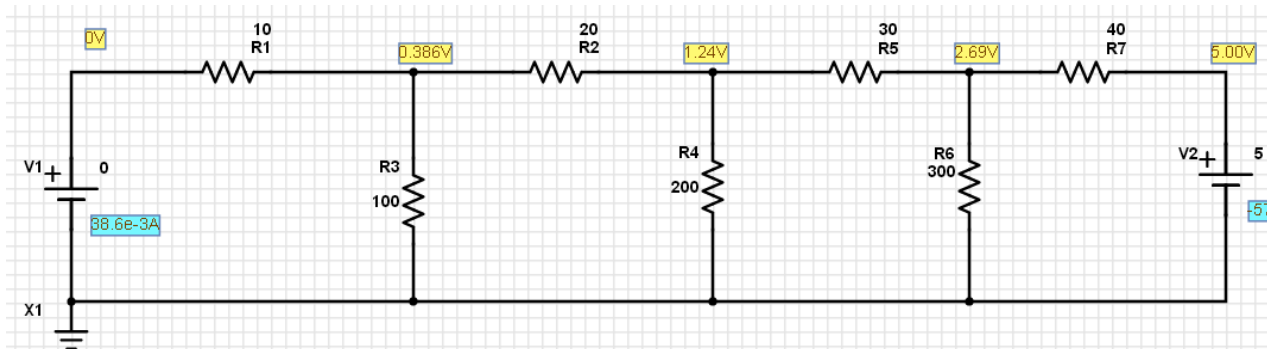 10
R1
20
R2
30
R5
40
R7
0V
0.386V
1.24V
2.69V
5.00V
V1
+
0
R3
100
R4
200
R6
300
V2
+
5
38.6e-3A
X1